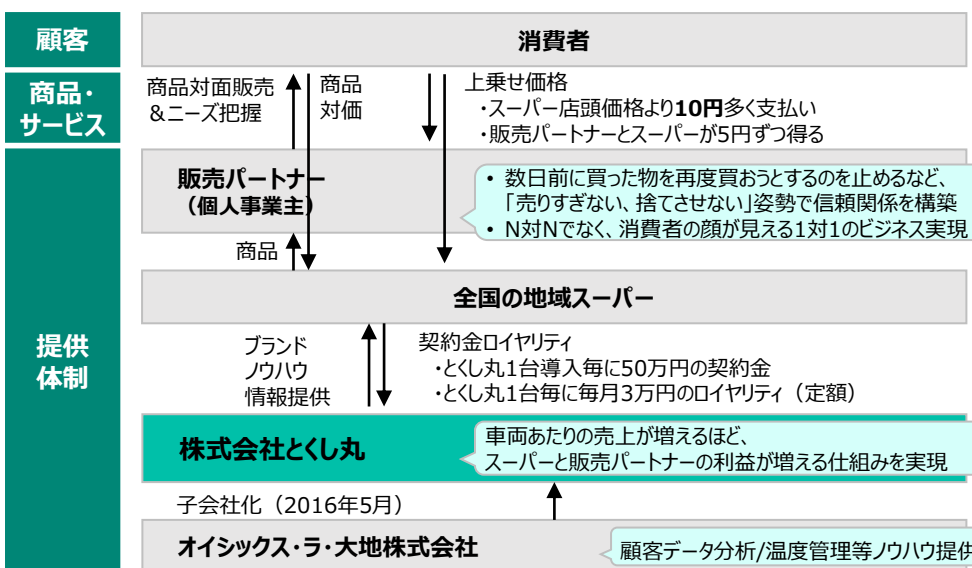 顧客
消費者
商品・
サービス
商品対面販売
&ニーズ把握
商品
対価
上乗せ価格
・スーパー店頭価格より10円多く支払い
・販売パートナーとスーパーが5円ずつ得る
提供
体制
販売パートナー
（個人事業主）
• 数日前に買った物を再度買おうとするのを止めるなど、
「売りすぎない、捨てさせない」姿勢で信頼関係を構築
• N対Nでなく、消費者の顔が見える1対1のビジネス実現
商品
全国の地域スーパー
ブランド
ノウハウ
情報提供
契約金ロイヤリティ
・とくし丸1台導入毎に50万円の契約金
・とくし丸1台毎に毎月3万円のロイヤリティ（定額）
株式会社とくし丸
車両あたりの売上が増えるほど、
スーパーと販売パートナーの利益が増える仕組みを実現
子会社化（2016年5月）
オイシックス・ラ・大地株式会社
顧客データ分析/温度管理等ノウハウ提供